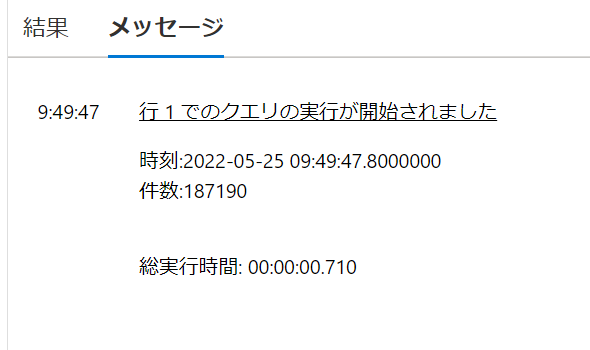 結果 メッセージ
9:49:47 行 1 でのクエリの実行が開始されました
時刻:2022-05-25 09:49:47.8000000
件数:187190
総実行時間: 00:00:00.710